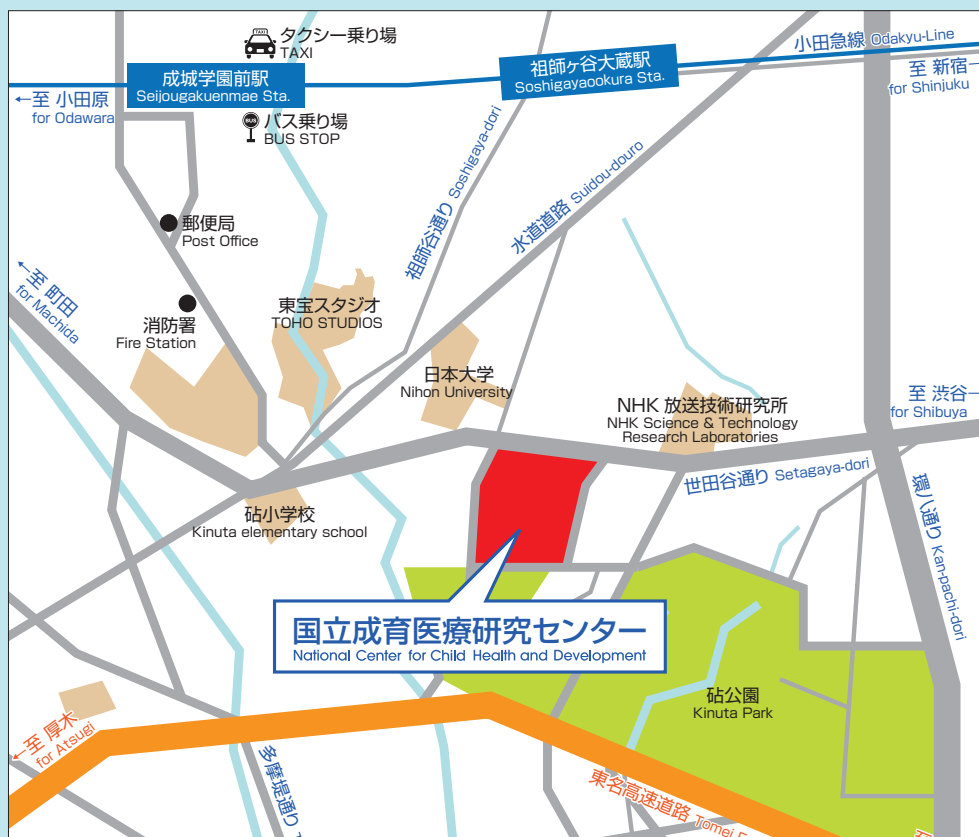 タクシー乗り場
TAXI
小田急線 Odakyu-Line
祖師ヶ谷大蔵駅
Soshigayaookura Sta.
成城学園前駅
Seijougakuenmae Sta.
至 新宿
for Shinjuku
←至 小田原
for Odawara
BUS
バス乗り場
BUS STOP
祖師谷通り Soshigaya-dori
水道道路 Suidou-douro
郵便局
Post Office
←至 町田
for Machida
東宝スタジオ
TOHO STUDIOS
消防署
Fire Station
日本大学
Nihon University
至 渋谷
for Shibuya
NHK 放送技術研究所
NHK Science & Technology
Research Laboratories
世田谷通り Setagaya-dori
環八通り Kan-pachi-dori
砧小学校
Kinuta elementary school
国立成育医療研究センター
National Center for Child Health and Development
砧公園
Kinuta Park
←至 厚木
for Atsugi
多摩堤通り
東名高速道路 Tomei